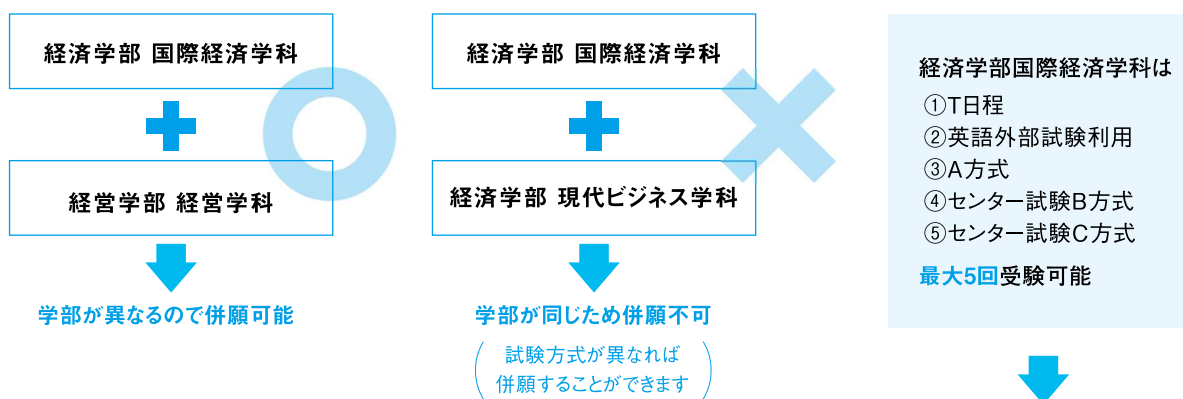 経済学部 国際経済学科
経営学部 経営学科
学部が異なるので併願可能
経済学部 国際経済学科
経済学部 現代ビジネス学科
学部が同じため併願不可
試験方式が異なれば
併願することができます
経済学部国際経済学科は
①T日程
②英語外部試験利用
③A方式
④センター試験B方式
⑤センター試験C方式
最大5回受験可能